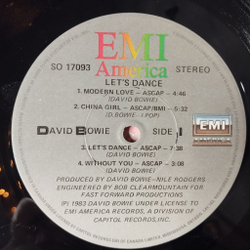 EMI
America
SO 17093
STEREO
LET'S DANCE
1. MODERN LOVE – ASCAP – 4:46
(DAVID BOWIE)
2. CHINA GIRL – ASCAP/BMI – 5:32
(D. BOWIE - I. POP)
DAVID BOWIE
SIDE I
EMI
AMERICA
3. LET'S DANCE – ASCAP – 7:38
(DAVID BOWIE)
4. WITHOUT YOU – ASCAP – 3:08
(DAVID BOWIE)
PRODUCED BY DAVID BOWIE - NILE RODGERS
ENGINEERED BY BOB CLEARMOUNTAIN FOR
FAST FORWARD PRODUCTIONS
(P) 1983 DAVID BOWIE UNDER LICENSE TO
EMI AMERICA RECORDS, A DIVISION OF
CAPITOL RECORDS, INC.